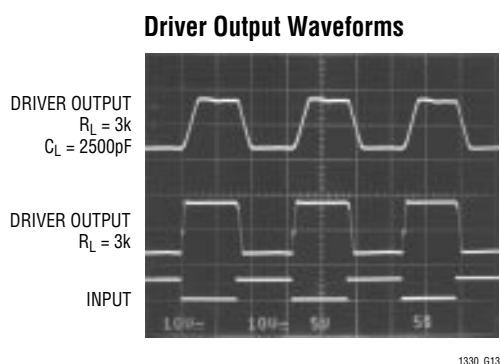 Driver Output Waveforms
DRIVER OUTPUT
RL = 3k
CL = 2500pF
DRIVER OUTPUT
RL = 3k
INPUT
10V 10V 5V
1330 G13